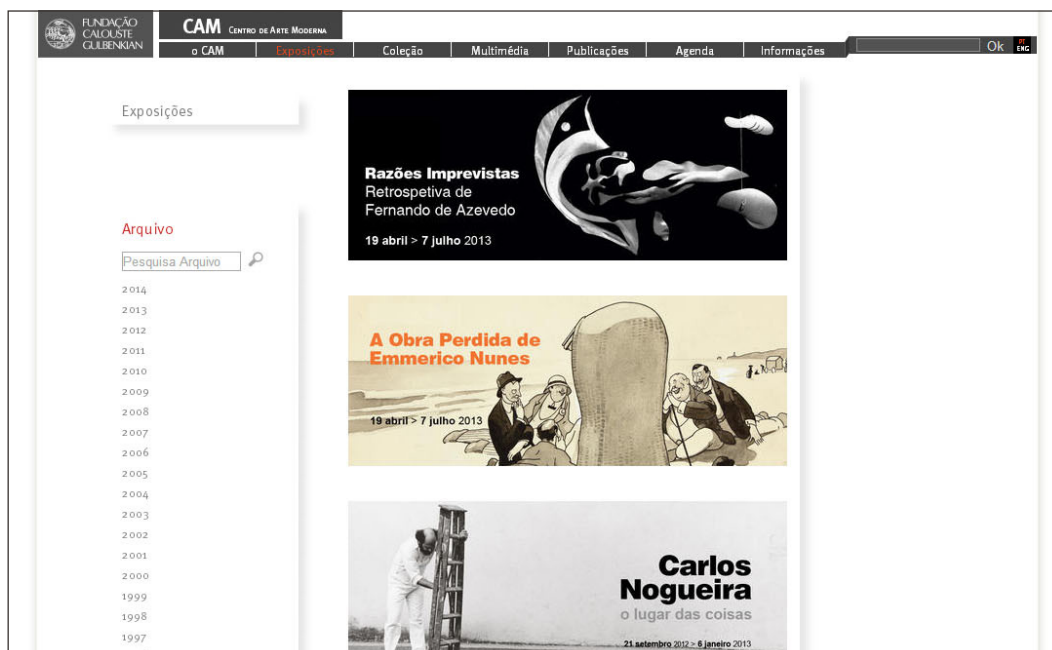 FUNDAÇÃO
CALOUSTE
GULBENKIAN
CAM CENTRO DE ARTE MODERNA
o CAM
Exposições
Coleção
Multimédia
Publicações
Agenda
Informações
Ok
PT
ENG
Exposições
Arquivo
Pesquisa Arquivo
2014
2013
2012
2011
2010
2009
2008
2007
2006
2005
2004
2003
2002
2001
2000
1999
1998
1997
Razões Imprevistas
Retrospetiva de
Fernando de Azevedo
19 abril > 7 julho 2013
A Obra Perdida de
Emmerico Nunes
19 abril > 7 julho 2013
Carlos
Nogueira
o lugar das coisas
21 setembro 2012 > 6 janeiro 2013